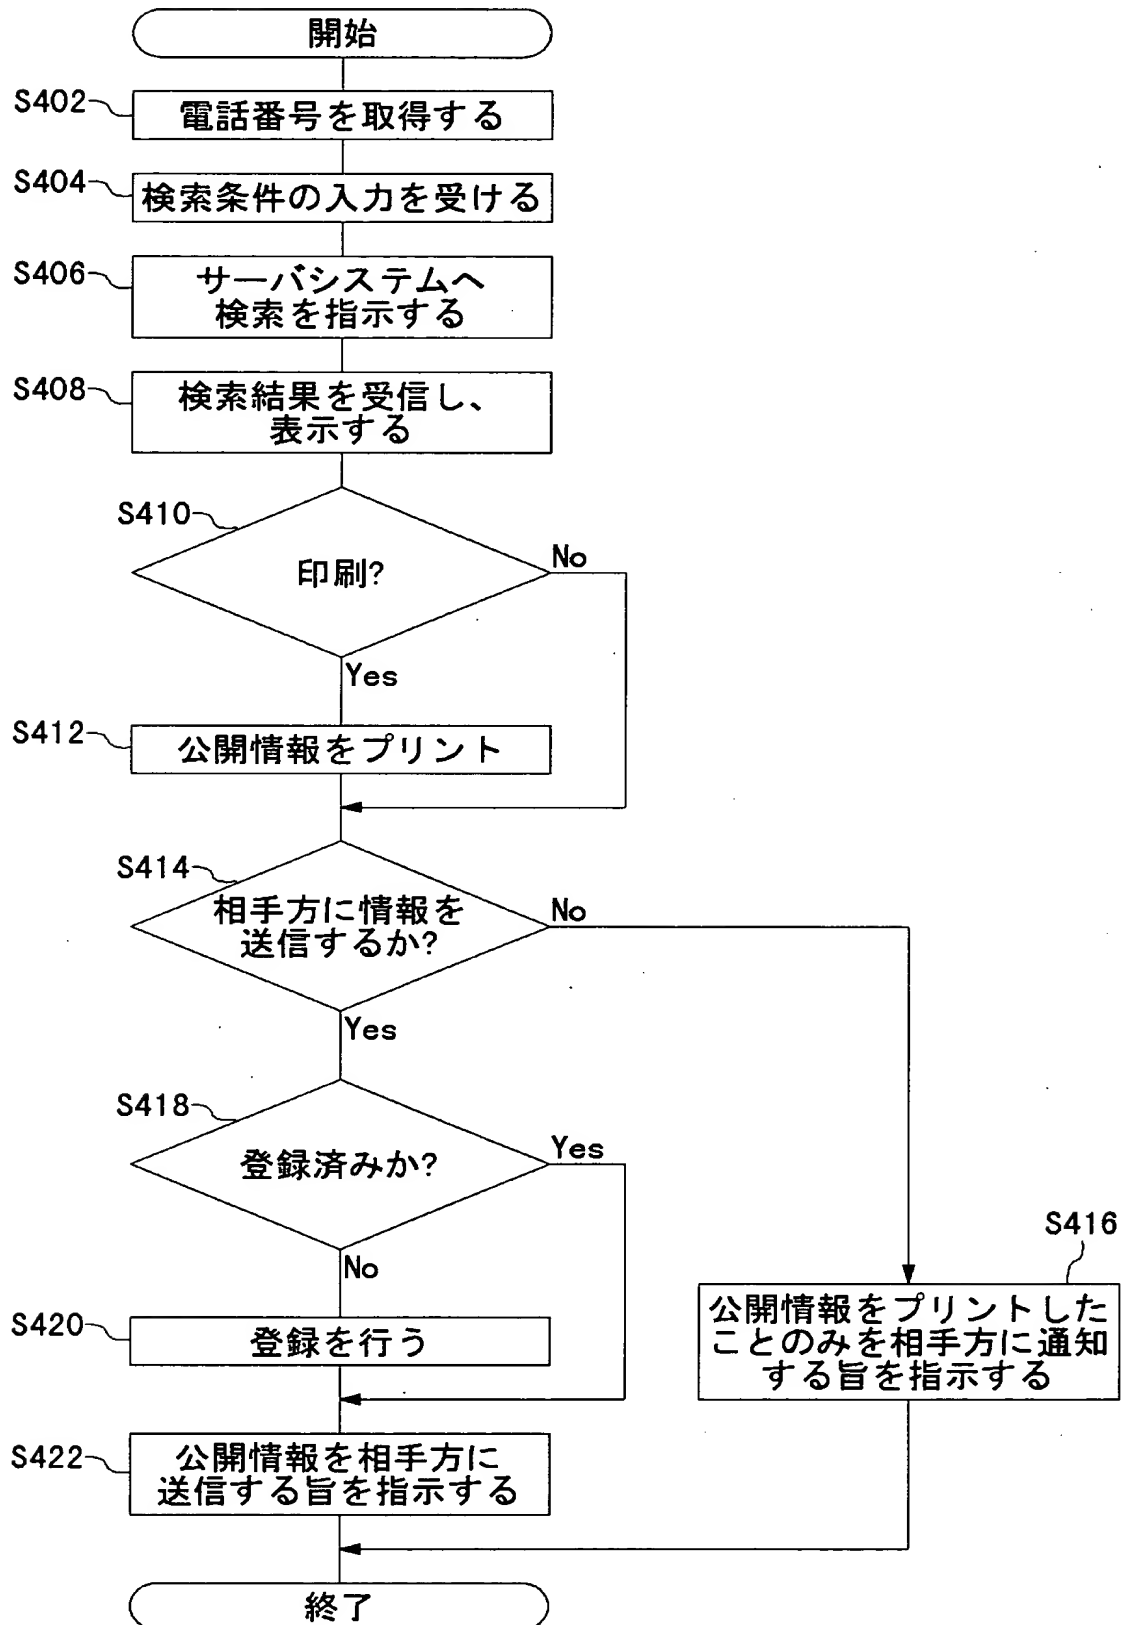 開始
S402
電話番号を取得する
S404
検索条件の入力を受ける
S406
サーバシステムへ
検索を指示する
S408
検索結果を受信し、
表示する
S410
印刷?
No
Yes
S412
公開情報をプリント
S414
相手方に情報を
送信するか?
No
Yes
S418
登録済みか?
Yes
No
S416
公開情報をプリントした
ことのみを相手方に通知
する旨を指示する
S420
登録を行う
S422
公開情報を相手方に
送信する旨を指示する
終了